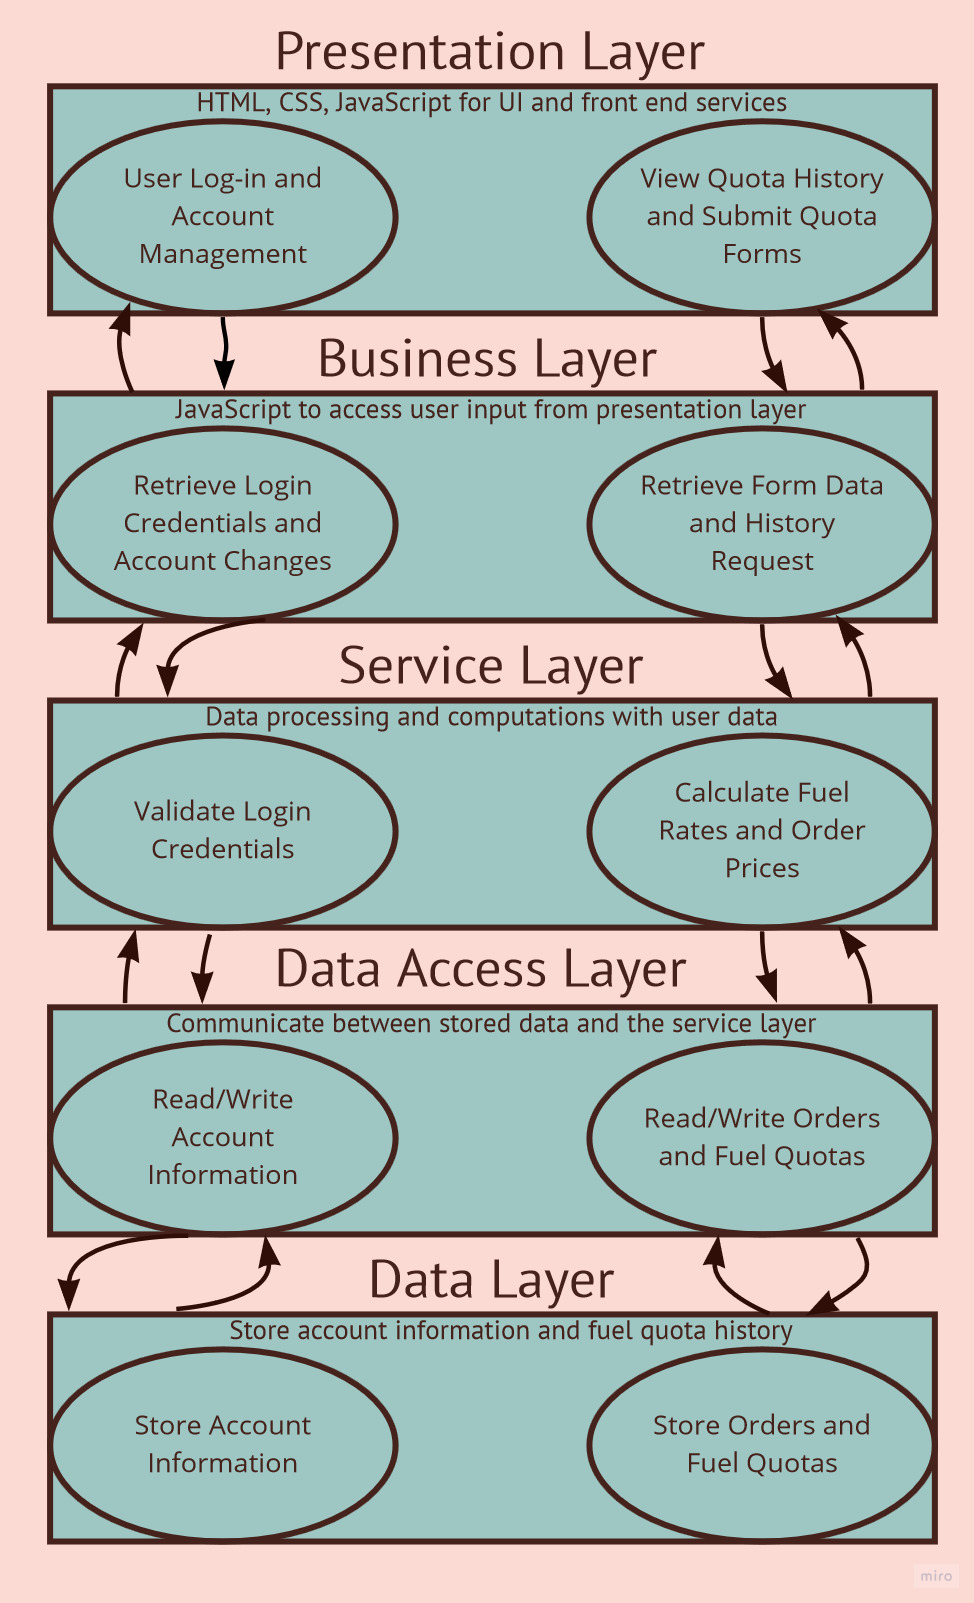 Presentation Layer
HTML, CSS, JavaScript for UI and front end services
User Log-in and
Account
Management
View Quota History
and Submit Quota
Forms
Business Layer
JavaScript to access user input from presentation layer
Retrieve Login
Credentials and
Account Changes
Retrieve Form Data
and History
Request
Service Layer
Data processing and computations with user data
Validate Login
Credentials
Calculate Fuel
Rates and Order
Prices
Data Access Layer
Communicate between stored data and the service layer
Read/Write
Account
Information
Read/Write Orders
and Fuel Quotas
Data Layer
Store account information and fuel quota history
Store Account
Information
Store Orders and
Fuel Quotas
miro